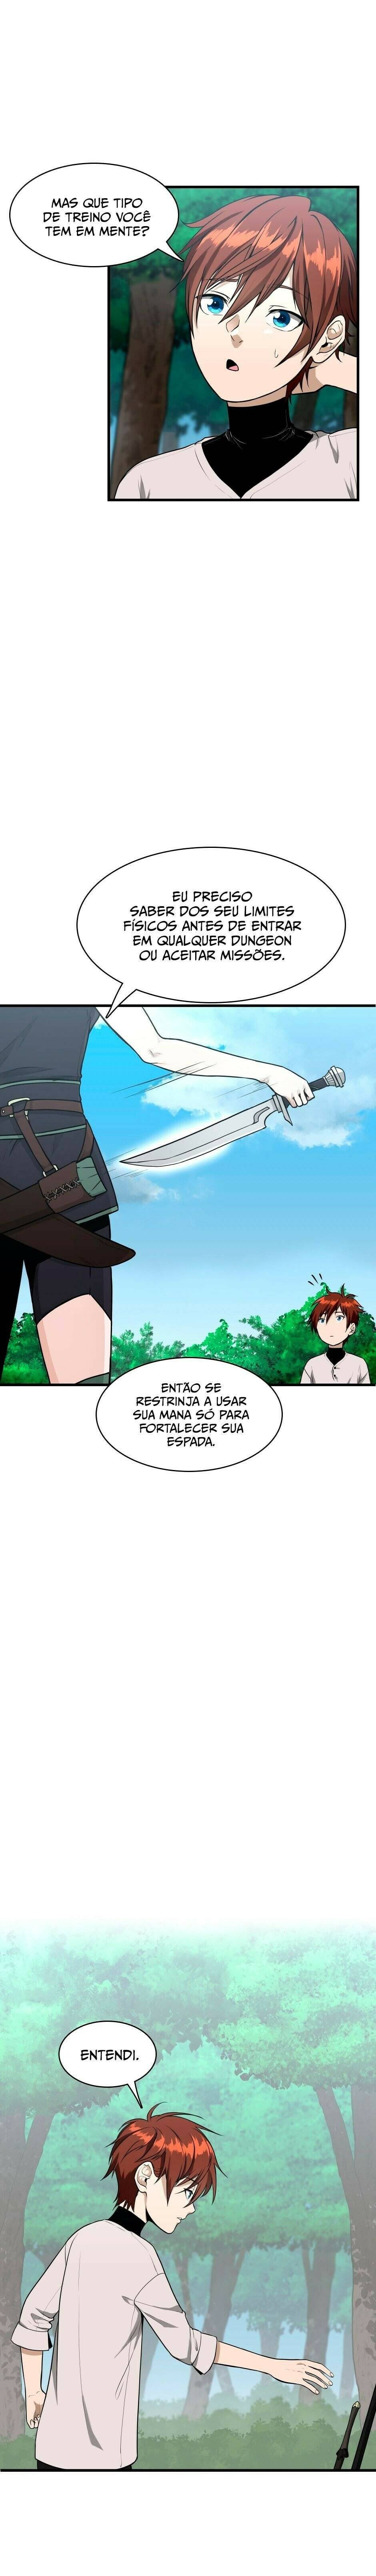 MAS QUE TIPO
DE TREINO VOCÊ
TEM EM MENTE?
EU PRECISO
SABER DOS SEU LIMITES
FÍSICOS ANTES DE ENTRAR
EM QUALQUER DUNGEON
OU ACEITAR MISSÕES.
ENTÃO SE
RESTRINJA A USAR
SUA MANA SÓ PARA
FORTALECER SUA
ESPADA.
ENTENDI.